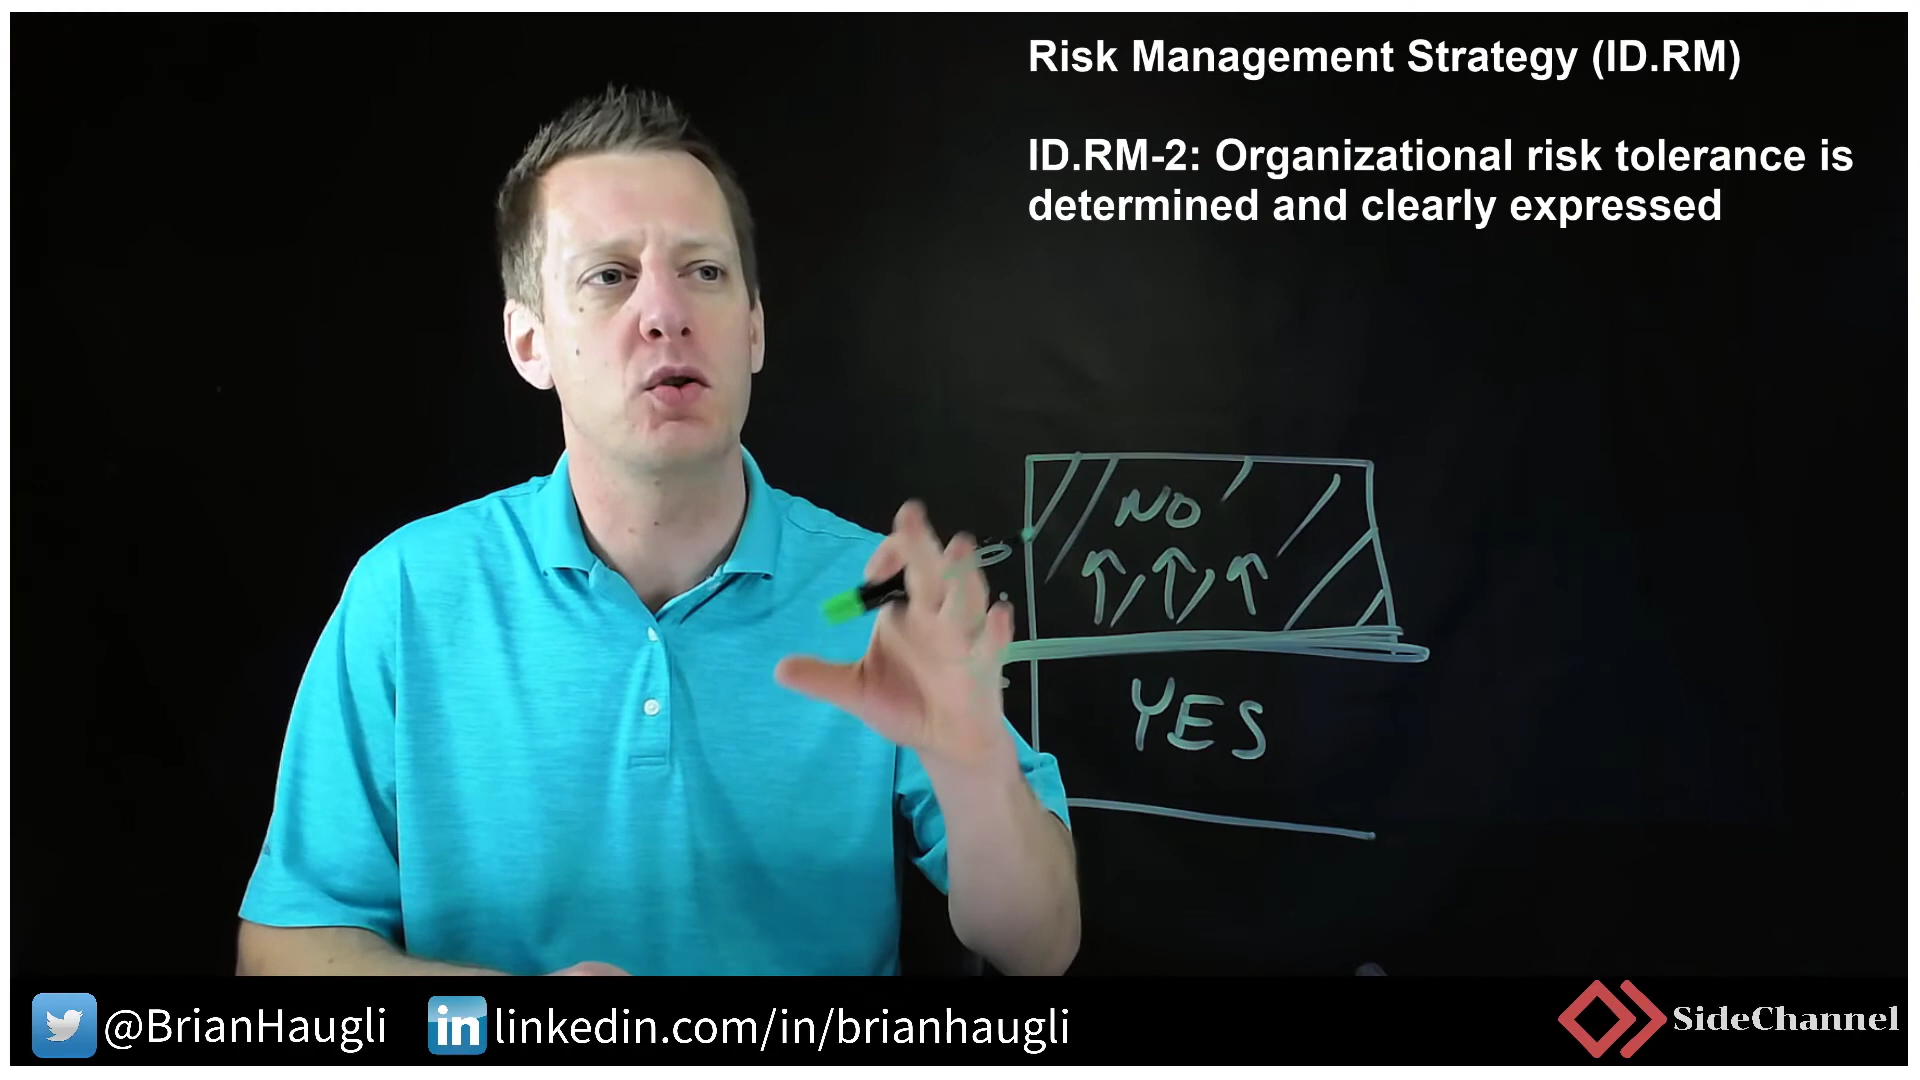 Risk Management Strategy (ID.RM)
ID.RM-2: Organizational risk tolerance is
determined and clearly expressed
NO
YES
@BrianHaugli
linkedin.com/in/brianhaugli
SideChannel